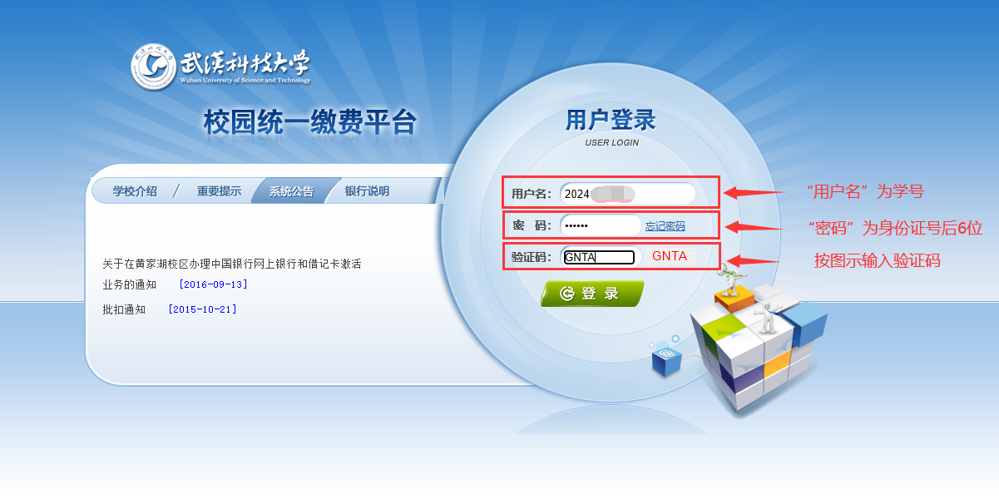 武漢科技大学
Wuhan University of Science and Technology
校园统一缴费平台
学校介绍 / 重要提示 系统公告 银行说明
关于在黄家湖校区办理中国银行网上银行和借记卡激活
业务的通知 [2016-09-13]
批扣通知 [2015-10-21]
用户登录
USER LOGIN
用户名: 2024
“用户名”为学号
密 码: •••••• 忘记密码
“密码”为身份证号后6位
验证码: GNTA GNTA
按图示输入验证码
登 录
@